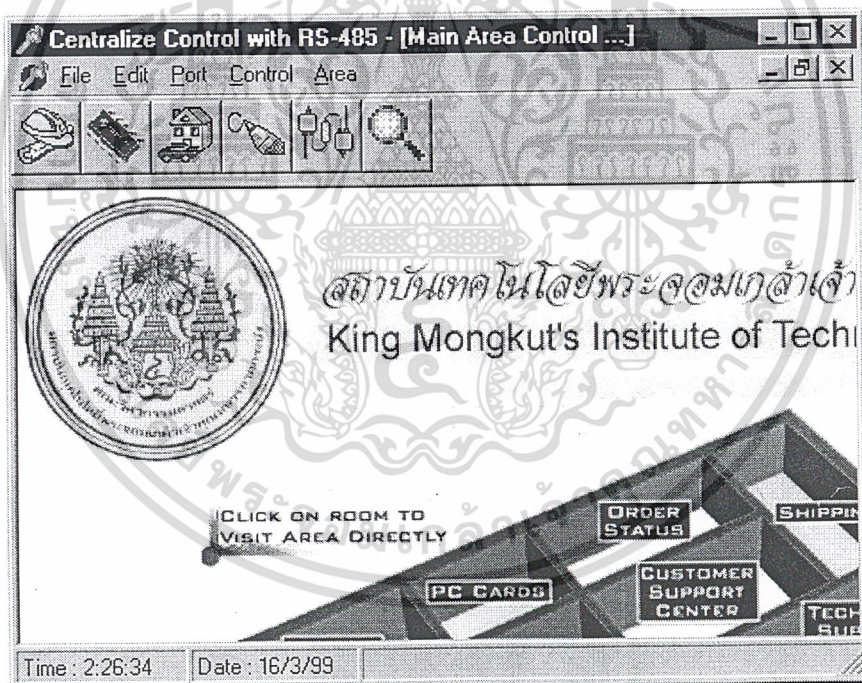 Centralize Control with RS-485 - [Main Area Control ...]
File Edit Port Control Area
สถาบันเทคโนโลยีพระจอมเกล้าเจ้า
King Mongkut's Institute of Techn
CLICK ON ROOM TO
VISIT AREA DIRECTLY
ORDER
STATUS
SHIPPIN
PC CARDS
CUSTOMER
SUPPORT
CENTER
TECH
SUP
Time : 2:26:34 Date : 16/3/99